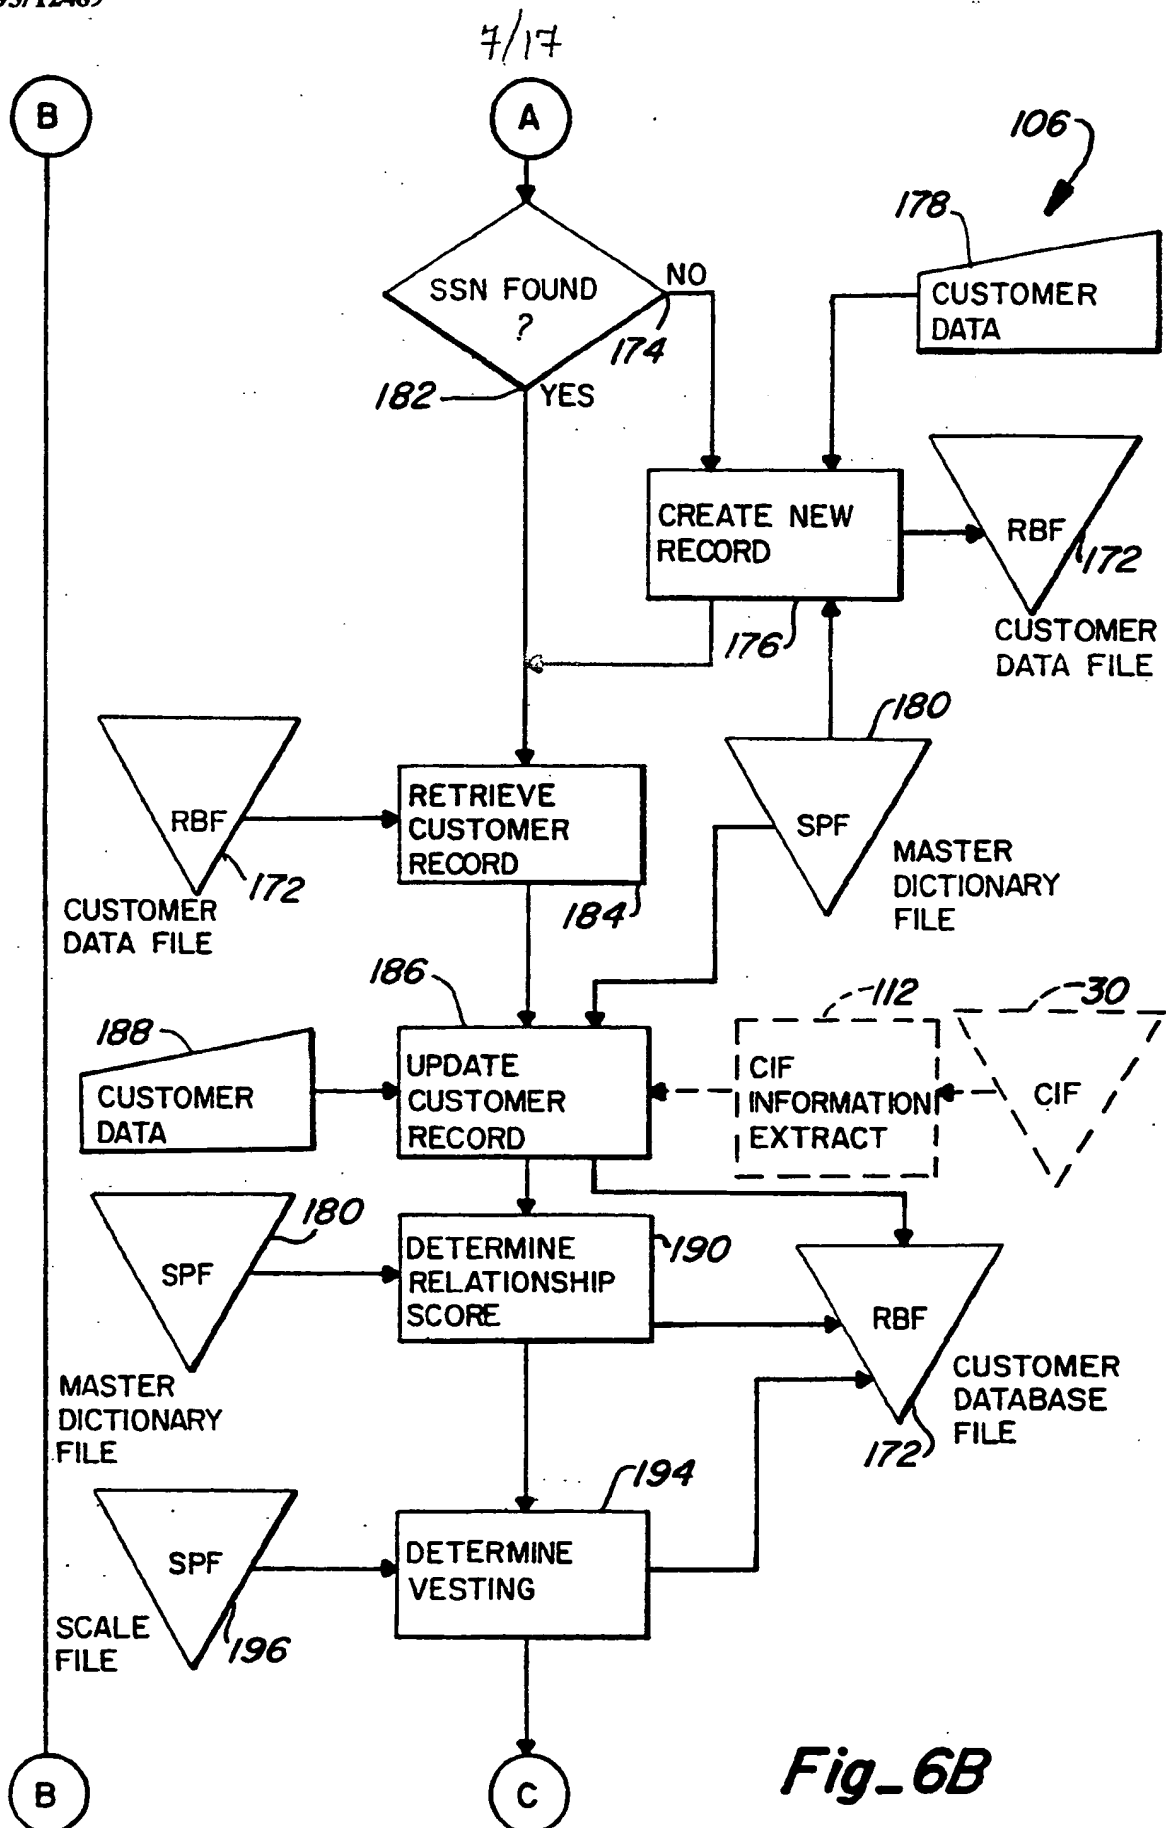 7/17
B
A
106
178
SSN FOUND
?
NO
174
CUSTOMER
DATA
182
YES
CREATE NEW
RECORD
RBF
172
176
CUSTOMER
DATA FILE
180
RBF
172
RETRIEVE
CUSTOMER
RECORD
184
SPF
MASTER
DICTIONARY
FILE
CUSTOMER
DATA FILE
186
112
30
188
CUSTOMER
DATA
UPDATE
CUSTOMER
RECORD
CIF
INFORMATION
EXTRACT
CIF
180
SPF
DETERMINE
RELATIONSHIP
SCORE
190
RBF
MASTER
DICTIONARY
FILE
CUSTOMER
DATABASE
FILE
172
194
SPF
DETERMINE
VESTING
SCALE
FILE
196
B
C
Fig_6B